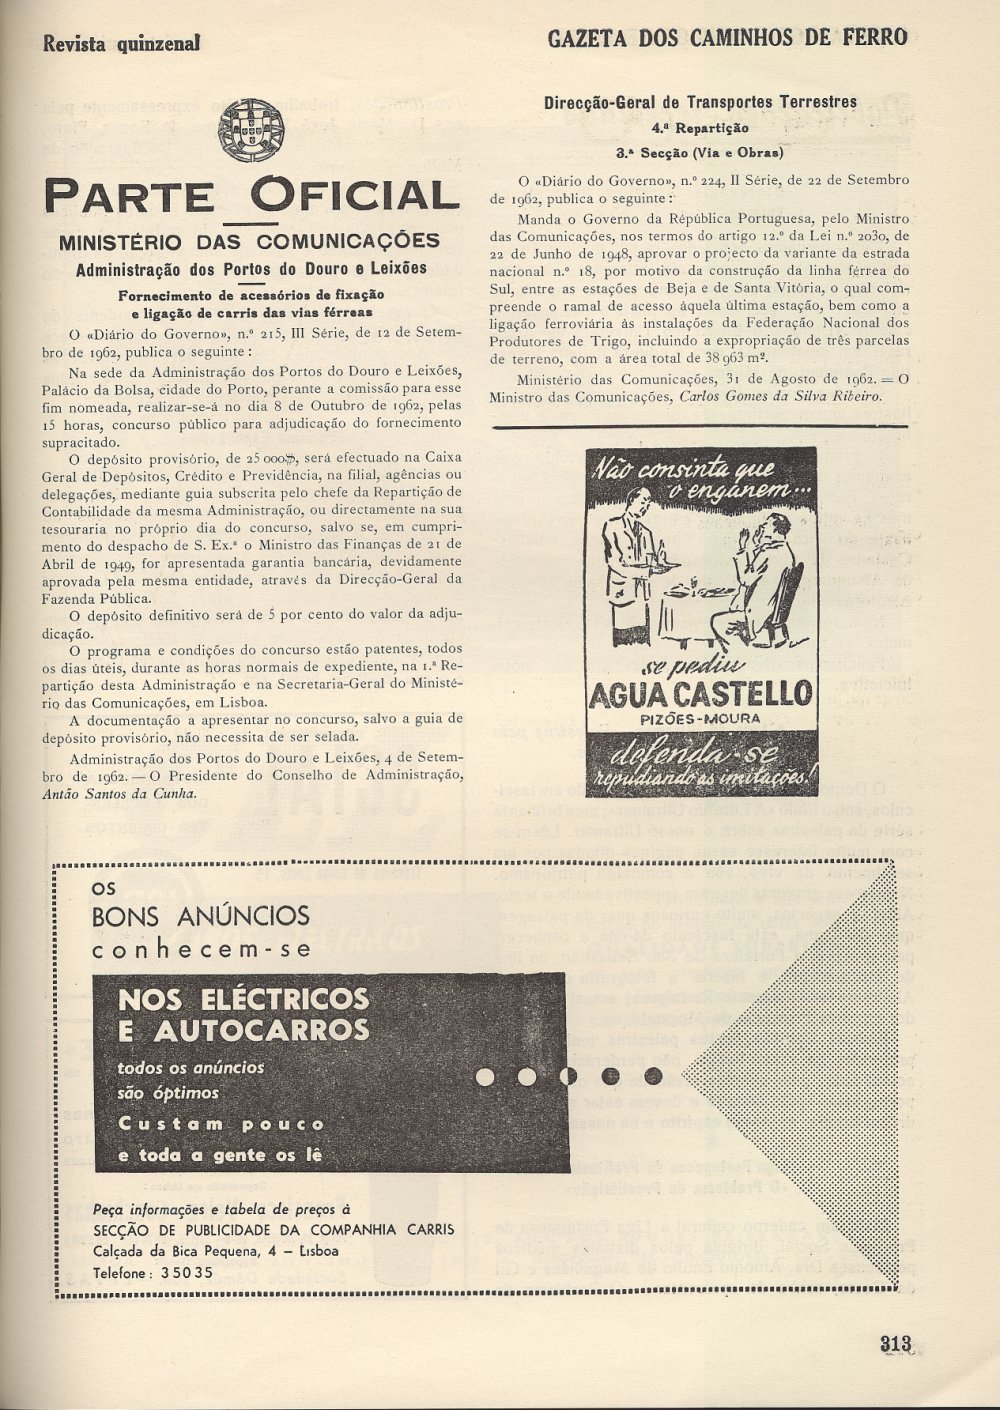 Revista quinzenal
GAZETA DOS CAMINHOS DE FERRO
PARTE OFICIAL
MINISTÉRIO DAS COMUNICAÇÕES
Administração dos Portos do Douro e Leixões
Fornecimento de acessórios de fixação
e ligação de carris das vias férreas
O «Diário do Governo», n.º 215, III Série, de 12 de Setem-
bro de 1962, publica o seguinte :
Na sede da Administração dos Portos do Douro e Leixões,
Palácio da Bolsa, cidade do Porto, perante a comissão para esse
fim nomeada, realizar-se-á no dia 8 de Outubro de 1962, pelas
15 horas, concurso público para adjudicação do fornecimento
supracitado.
O depósito provisório, de 25 000$, será efectuado na Caixa
Geral de Depósitos, Crédito e Previdência, na filial, agências ou
delegações, mediante guia subscrita pelo chefe da Repartição de
Contabilidade da mesma Administração, ou directamente na sua
tesouraria no próprio dia do concurso, salvo se, em cumpri-
mento do despacho de S. Ex.ª o Ministro das Finanças de 21 de
Abril de 1949, for apresentada garantia bancária, devidamente
aprovada pela mesma entidade, através da Direcção-Geral da
Fazenda Pública.
O depósito definitivo será de 5 por cento do valor da adju-
dicação.
O programa e condições do concurso estão patentes, todos
os dias úteis, durante as horas normais de expediente, na 1.ª Re-
partição desta Administração e na Secretaria-Geral do Ministé-
rio das Comunicações, em Lisboa.
A documentação a apresentar no concurso, salvo a guia de
depósito provisório, não necessita de ser selada.
Administração dos Portos do Douro e Leixões, 4 de Setem-
bro de 1962. — O Presidente do Conselho de Administração,
Antão Santos da Cunha.
Direcção-Geral de Transportes Terrestres
4.ª Repartição
3.ª Secção (Via e Obras)
O «Diário do Governo», n.º 224, II Série, de 22 de Setembro
de 1962, publica o seguinte :
Manda o Governo da Répública Portuguesa, pelo Ministro
das Comunicações, nos termos do artigo 12.º da Lei n.º 2030, de
22 de Junho de 1948, aprovar o projecto da variante da estrada
nacional n.º 18, por motivo da construção da linha férrea do
Sul, entre as estações de Beja e de Santa Vitória, o qual com-
preende o ramal de acesso àquela última estação, bem como a
ligação ferroviária às instalações da Federação Nacional dos
Produtores de Trigo, incluindo a expropriação de três parcelas
de terreno, com a área total de 38 963 m².
Ministério das Comunicações, 31 de Agosto de 1962. = O
Ministro das Comunicações, Carlos Gomes da Silva Ribeiro.
Não consinta que
o enganem...
se pediu
AGUA CASTELLO
PIZÕES-MOURA
defenda-se
repudiando as imitações!
OS
BONS ANÚNCIOS
conhecem-se
NOS ELÉCTRICOS
E AUTOCARROS
todos os anúncios
são óptimos
Custam pouco
e toda a gente os lê
Peça informações e tabela de preços à
SECÇÃO DE PUBLICIDADE DA COMPANHIA CARRIS
Calçada da Bica Pequena, 4 — Lisboa
Telefone : 35035
313